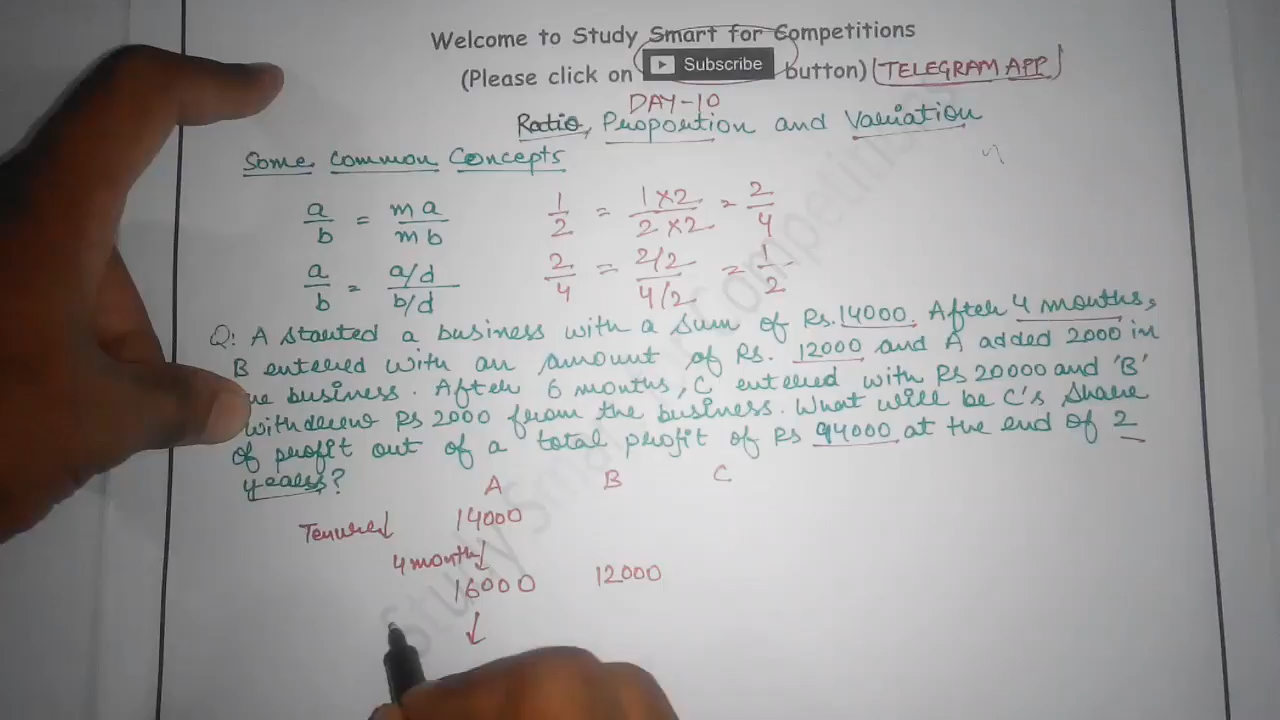 Welcome to Study Smart for Competitions
(Please click on Subscribe button) (TELEGRAM APP)
DAY-10
Ratio, Proportion and Variation
Some common Concepts
a/b = ma/mb 1/2 = 1×2/2×2 = 2/4
a/b = a/d/b/d 2/4 = 2/2/4/2 = 1/2
Q: A started a business with a sum of Rs. 14000. After 4 months,
B entered with an amount of Rs. 12000 and A added 2000 in
business. After 6 months, C entered with Rs 20000 and 'B'
withdrew Rs 2000 from the business. What will be C's share
of profit out of a total profit of Rs 94000 at the end of 2
years?
A B C
Tenure 14000
4 month
16000 12000
Study Smart for Competitions